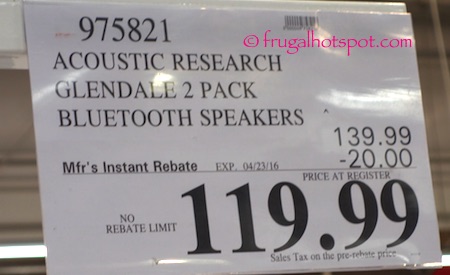 © frugalhotspot.com
975821
ACOUSTIC RESEARCH
GLENDALE 2 PACK
BLUETOOTH SPEAKERS
139.99
Mfr's Instant Rebate EXP. 04/23/16 -20.00
PRICE AT REGISTER
NO
REBATE LIMIT
119.99
Sales Tax on the pre-rebate price